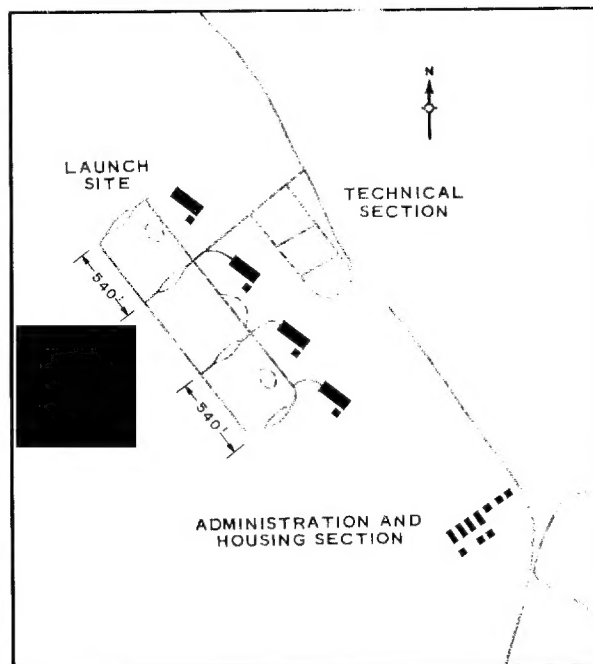 N
LAUNCH
SITE
TECHNICAL
SECTION
540'
540'
ADMINISTRATION AND
HOUSING SECTION